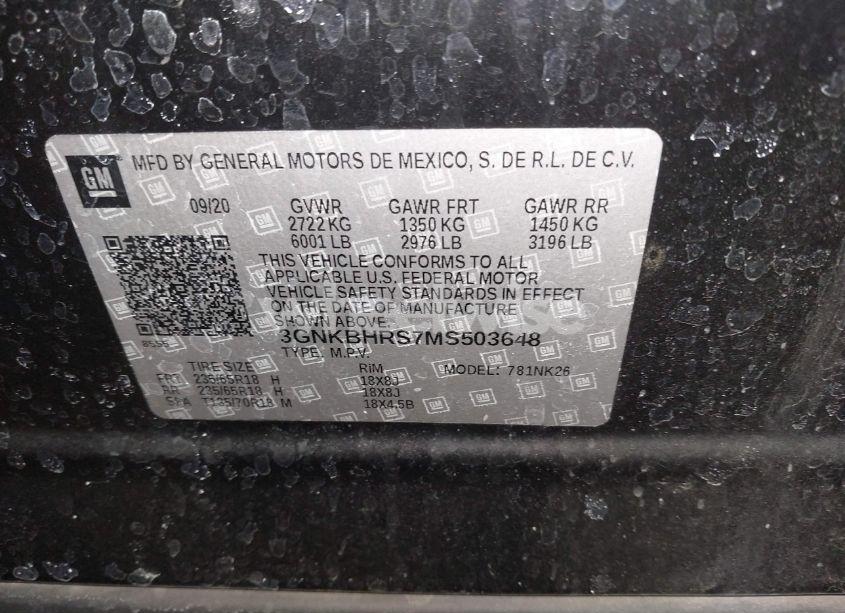 GM MFD BY GENERAL MOTORS DE MEXICO, S. DE R.L. DE C.V.
09/20 GVWR GAWR FRT GAWR RR
2722 KG 1350 KG 1450 KG
6001 LB 2976 LB 3196 LB
THIS VEHICLE CONFORMS TO ALL
APPLICABLE U.S. FEDERAL MOTOR
VEHICLE SAFETY STANDARDS IN EFFECT
ON THE DATE OF MANUFACTURE
SHOWN ABOVE
3GNKBHRS7MS503648
TYPE: M.P.V. MODEL: 781NK26
TIRE SIZE RIM
FRT 235/65R18 H 18X8J
RR 235/65R18 H 18X8J
SPA T135/70R18 M 18X4.5B